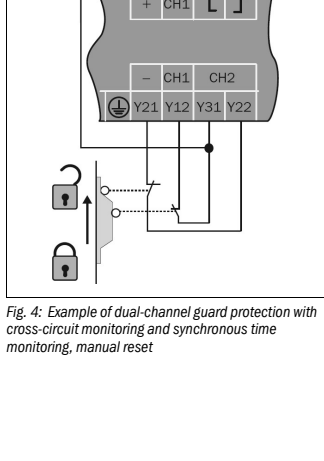 + CH1
− CH1 CH2
Y21 Y12 Y31 Y22
Fig. 4: Example of dual-channel guard protection with
cross-circuit monitoring and synchronous time
monitoring, manual reset